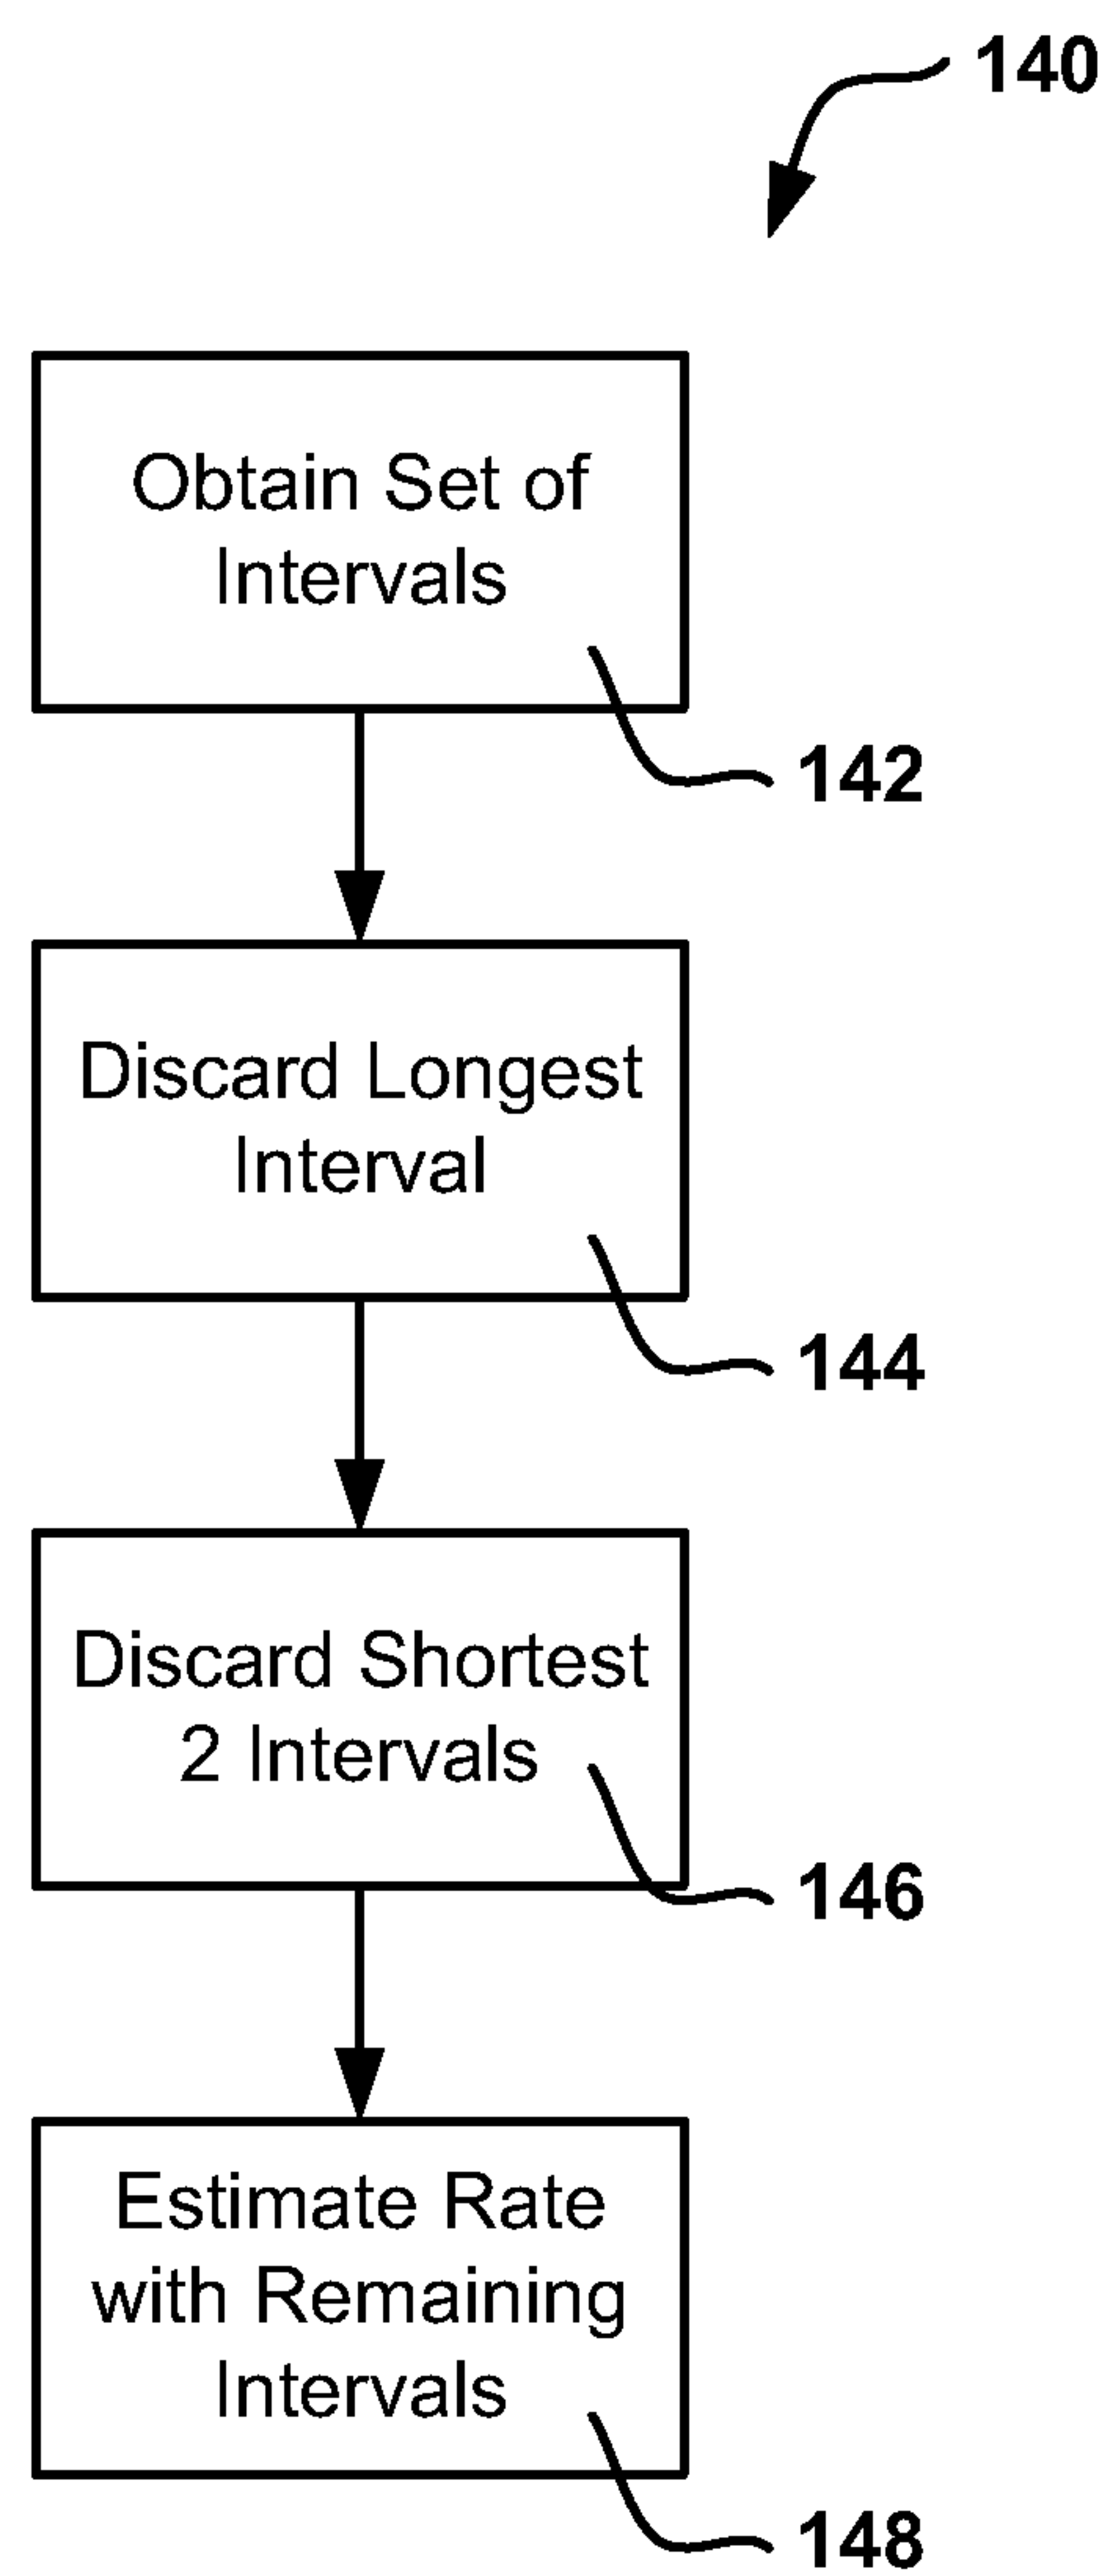 140
Obtain Set of
Intervals
142
Discard Longest
Interval
144
Discard Shortest
2 Intervals
146
Estimate Rate
with Remaining
Intervals
148